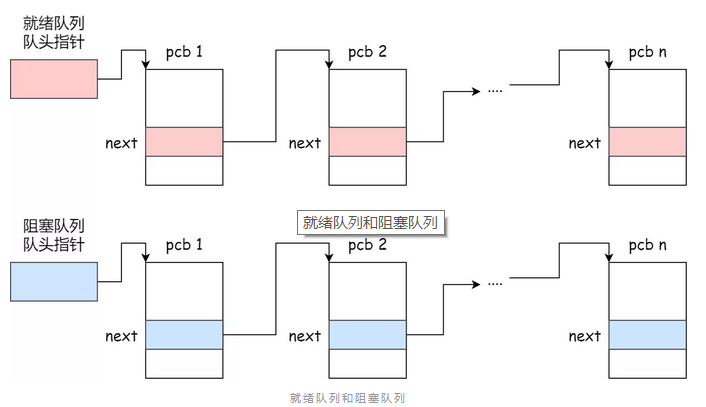 就绪队列
队头指针
pcb 1
pcb 2
pcb n
....
next
next
next
就绪队列和阻塞队列
阻塞队列
队头指针
pcb 1
pcb 2
pcb n
....
next
next
next
就绪队列和阻塞队列